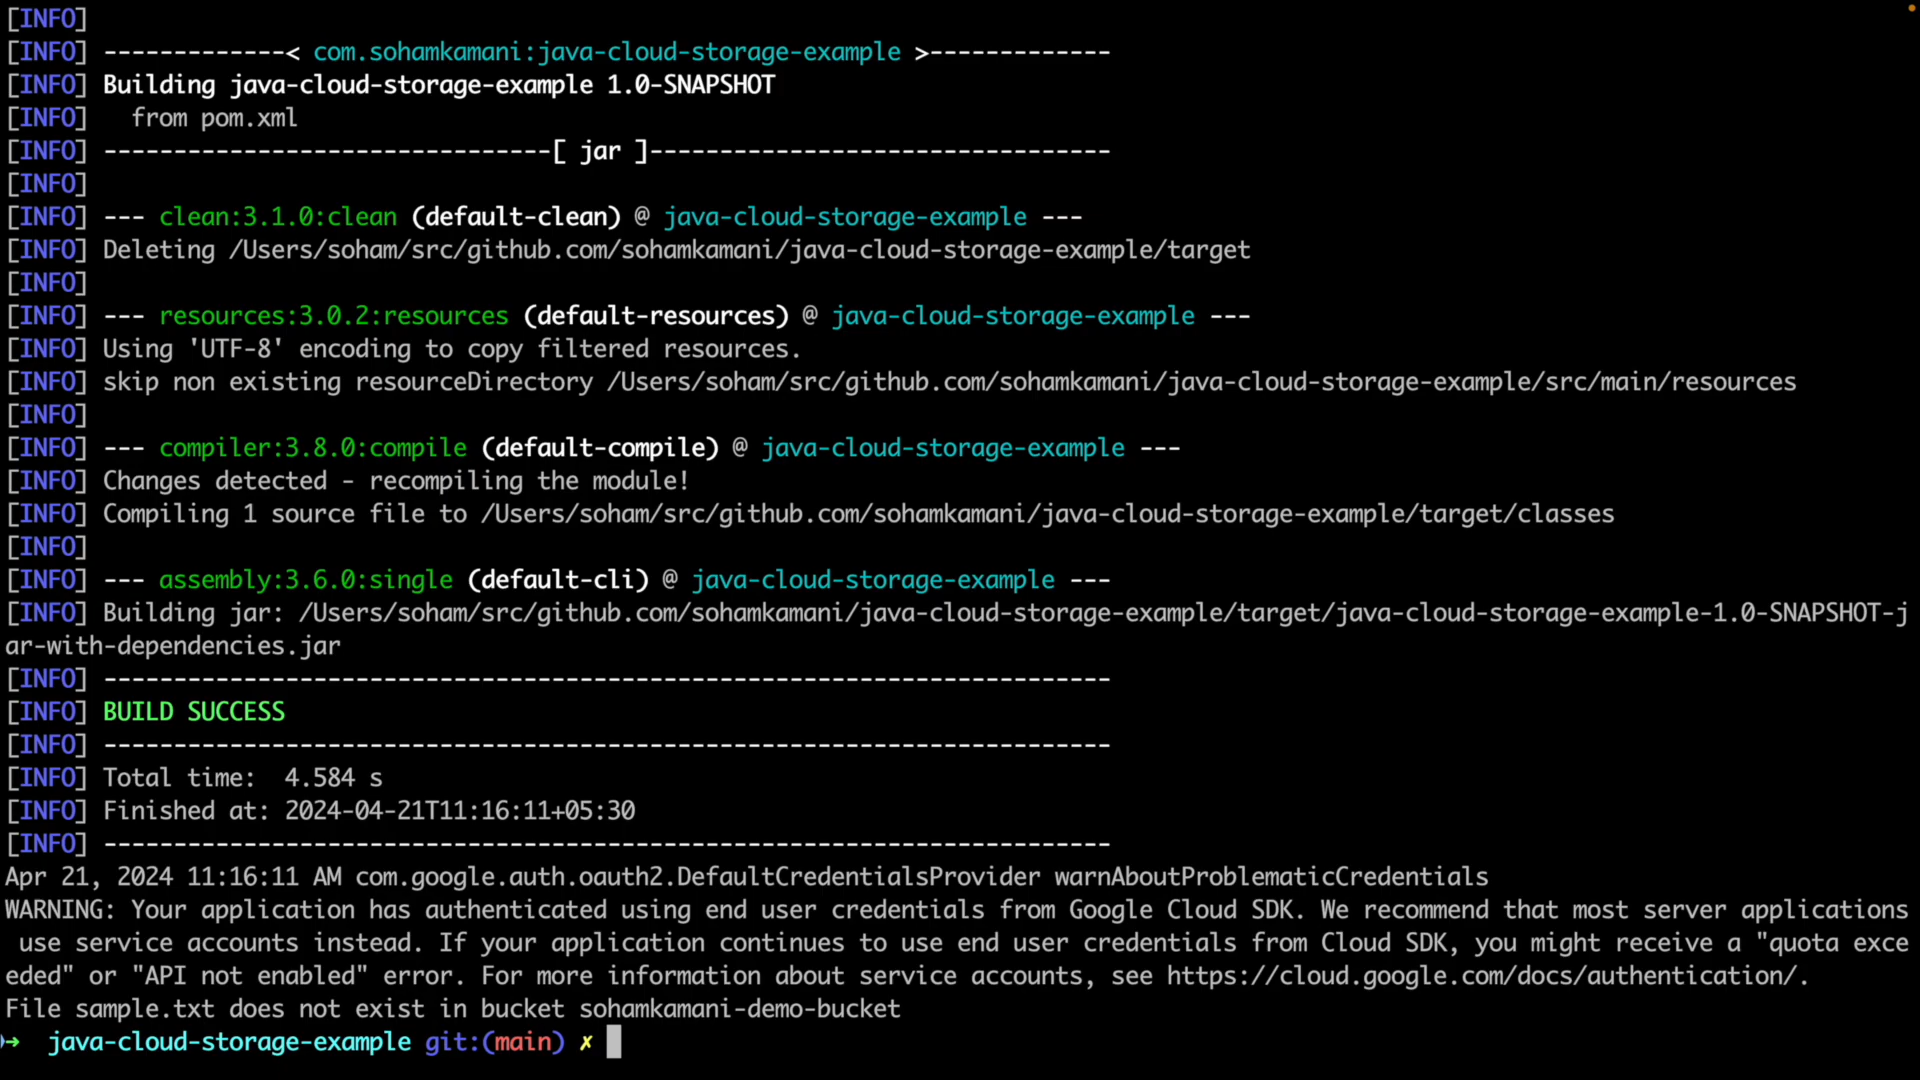 [INFO]
[INFO] -------------< com.sohamkamani:java-cloud-storage-example >-------------
[INFO] Building java-cloud-storage-example 1.0-SNAPSHOT
[INFO]   from pom.xml
[INFO] --------------------------------[ jar ]---------------------------------
[INFO]
[INFO] --- clean:3.1.0:clean (default-clean) @ java-cloud-storage-example ---
[INFO] Deleting /Users/soham/src/github.com/sohamkamani/java-cloud-storage-example/target
[INFO]
[INFO] --- resources:3.0.2:resources (default-resources) @ java-cloud-storage-example ---
[INFO] Using 'UTF-8' encoding to copy filtered resources.
[INFO] skip non existing resourceDirectory /Users/soham/src/github.com/sohamkamani/java-cloud-storage-example/src/main/resources
[INFO]
[INFO] --- compiler:3.8.0:compile (default-compile) @ java-cloud-storage-example ---
[INFO] Changes detected - recompiling the module!
[INFO] Compiling 1 source file to /Users/soham/src/github.com/sohamkamani/java-cloud-storage-example/target/classes
[INFO]
[INFO] --- assembly:3.6.0:single (default-cli) @ java-cloud-storage-example ---
[INFO] Building jar: /Users/soham/src/github.com/sohamkamani/java-cloud-storage-example/target/java-cloud-storage-example-1.0-SNAPSHOT-j
ar-with-dependencies.jar
[INFO] ------------------------------------------------------------------------
[INFO] BUILD SUCCESS
[INFO] ------------------------------------------------------------------------
[INFO] Total time:  4.584 s
[INFO] Finished at: 2024-04-21T11:16:11+05:30
[INFO] ------------------------------------------------------------------------
Apr 21, 2024 11:16:11 AM com.google.auth.oauth2.DefaultCredentialsProvider warnAboutProblematicCredentials
WARNING: Your application has authenticated using end user credentials from Google Cloud SDK. We recommend that most server applications
 use service accounts instead. If your application continues to use end user credentials from Cloud SDK, you might receive a "quota exce
eded" or "API not enabled" error. For more information about service accounts, see https://cloud.google.com/docs/authentication/.
File sample.txt does not exist in bucket sohamkamani-demo-bucket
➜  java-cloud-storage-example git:(main) ✗